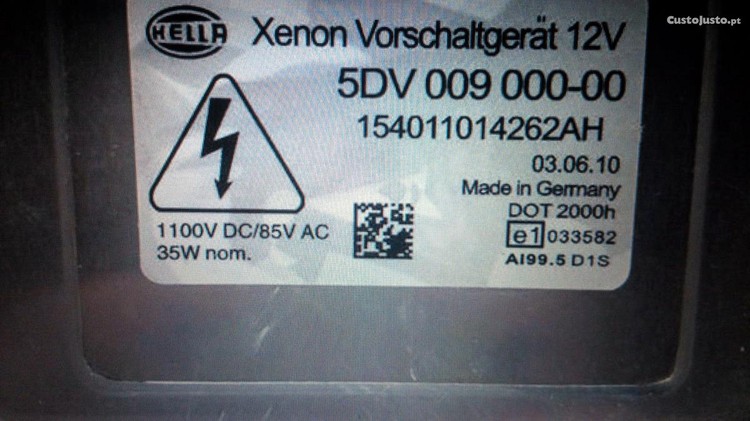 CustoJusto.pt
HELLA
Xenon Vorschaltgerät 12V
5DV 009 000-00
154011014262AH
03.06.10
Made in Germany
DOT 2000h
e1 033582
AI99.5 D1S
1100V DC/85V AC
35W nom.